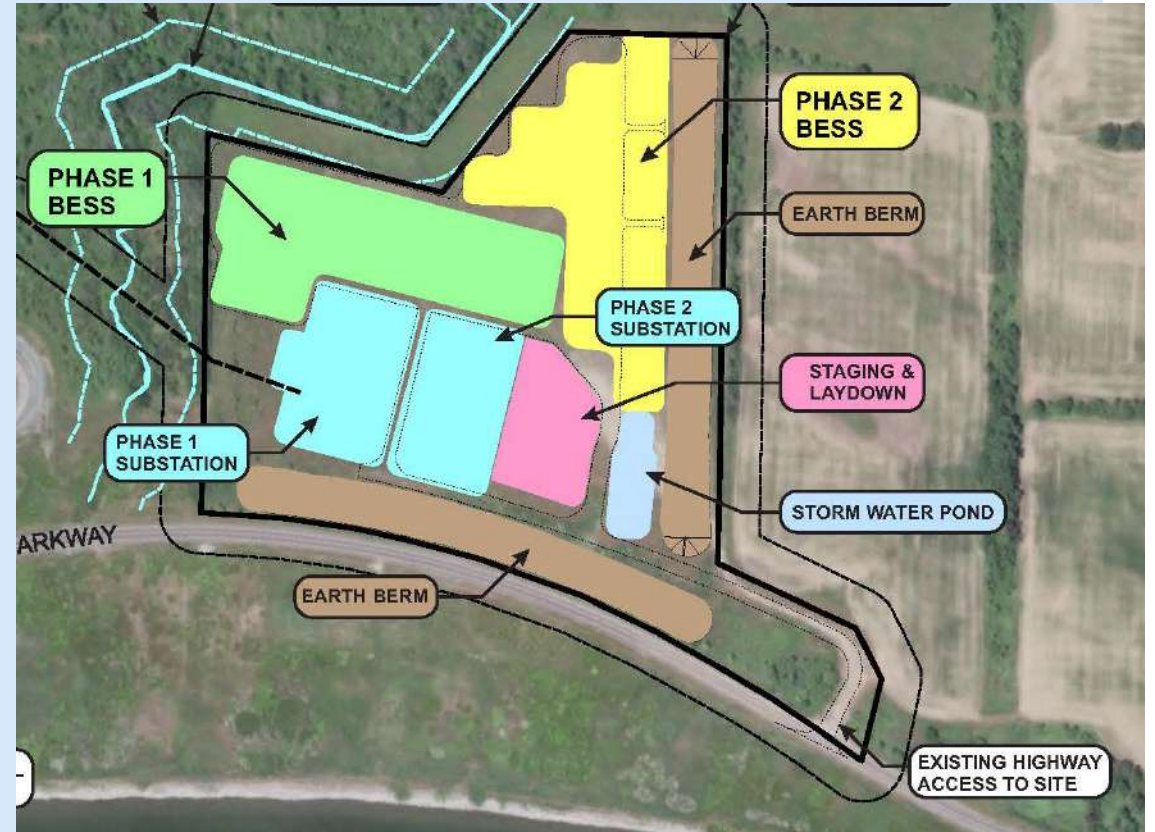 PHASE 2
BESS
PHASE 1
BESS
EARTH BERM
PHASE 2
SUBSTATION
STAGING &
LAYDOWN
PHASE 1
SUBSTATION
STORM WATER POND
ARKWAY
EARTH BERM
EXISTING HIGHWAY
ACCESS TO SITE